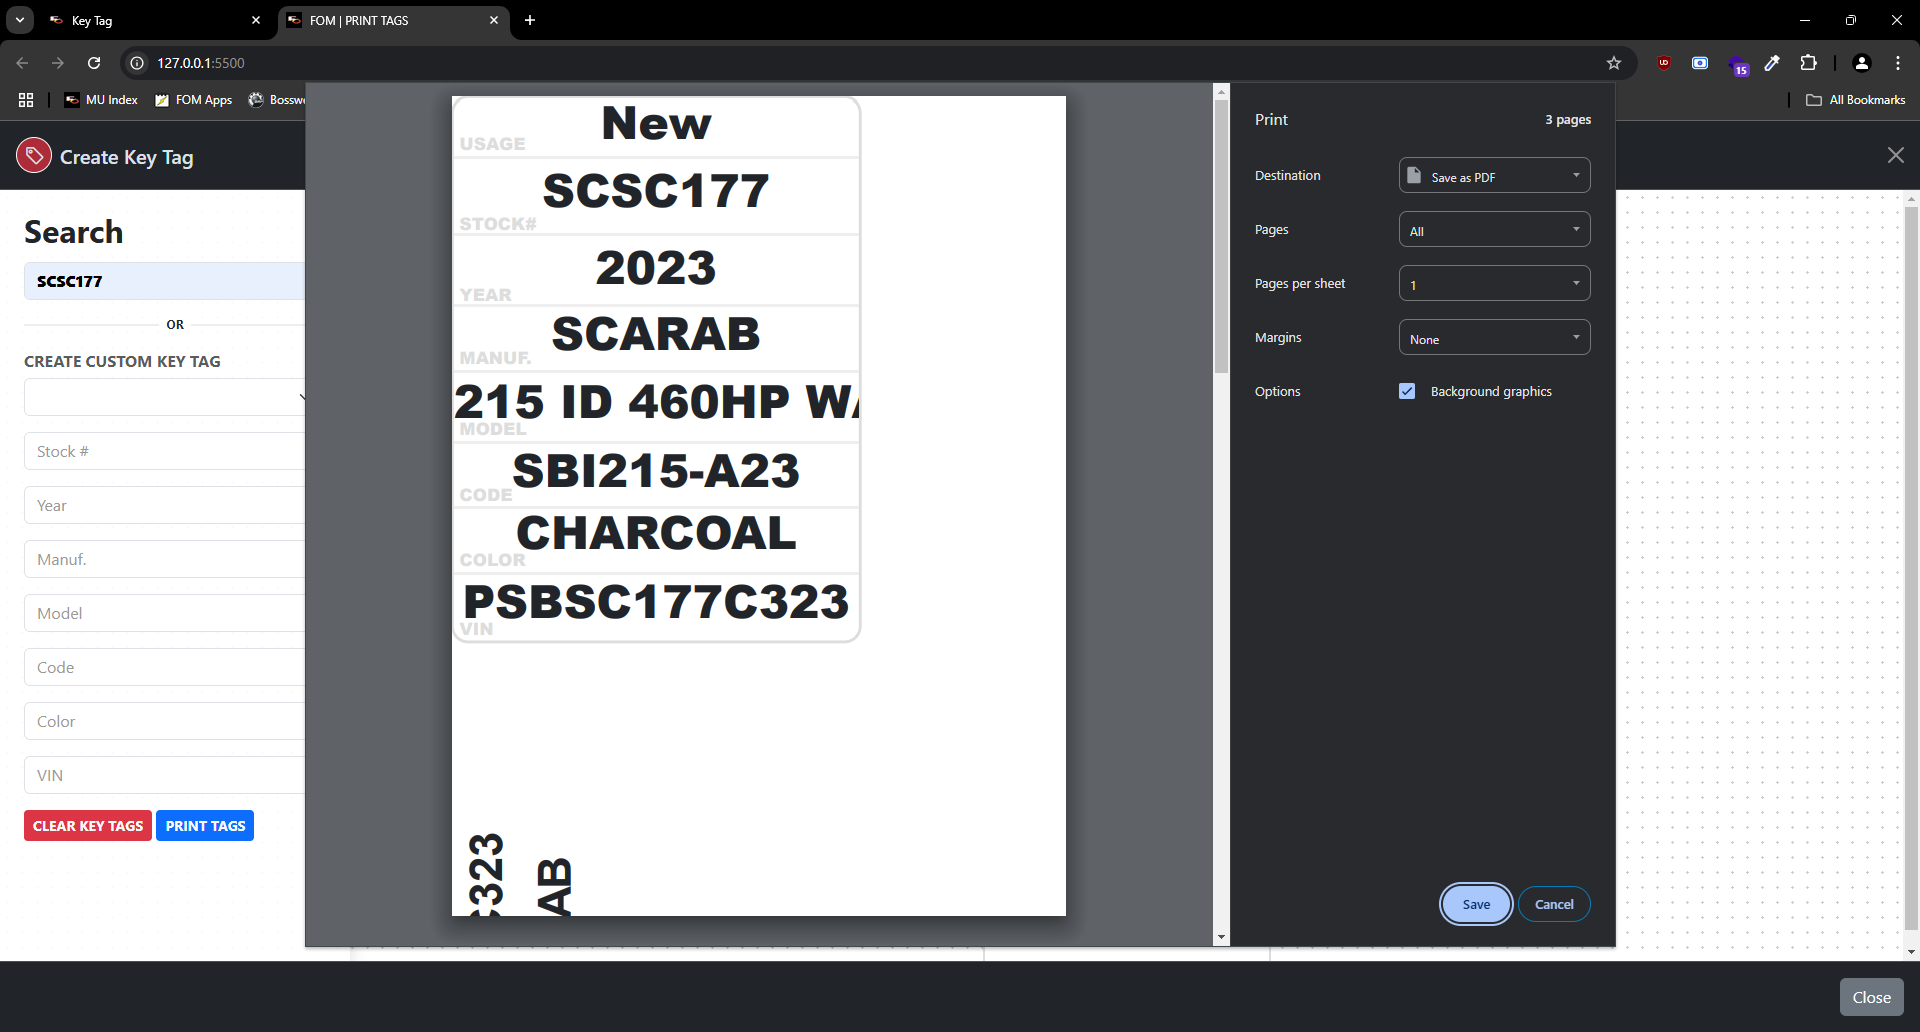 Key Tag
FOM | PRINT TAGS
127.0.0.1:5500
UD
15
MU Index
FOM Apps
Bossw
All Bookmarks
Create Key Tag
Search
SCSC177
OR
CREATE CUSTOM KEY TAG
Stock #
Year
Manuf.
Model
Code
Color
VIN
CLEAR KEY TAGS
PRINT TAGS
New
USAGE
SCSC177
STOCK#
2023
YEAR
SCARAB
MANUF.
215 ID 460HP WA
MODEL
SBI215-A23
CODE
CHARCOAL
COLOR
PSBSC177C323
VIN
C323
AB
Print
3 pages
Destination
Save as PDF
Pages
All
Pages per sheet
1
Margins
None
Options
Background graphics
Save
Cancel
Close